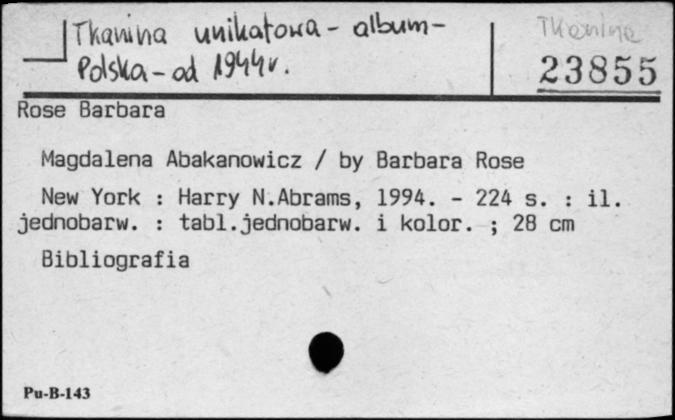 Tkanina unikatowa - album -
Polska - od 1944r.
Tkanina
23855
Rose Barbara
Magdalena Abakanowicz / by Barbara Rose
New York : Harry N.Abrams, 1994. - 224 s. : il.
jednobarw. : tabl.jednobarw. i kolor. ; 28 cm
Bibliografia
Pu-B-143